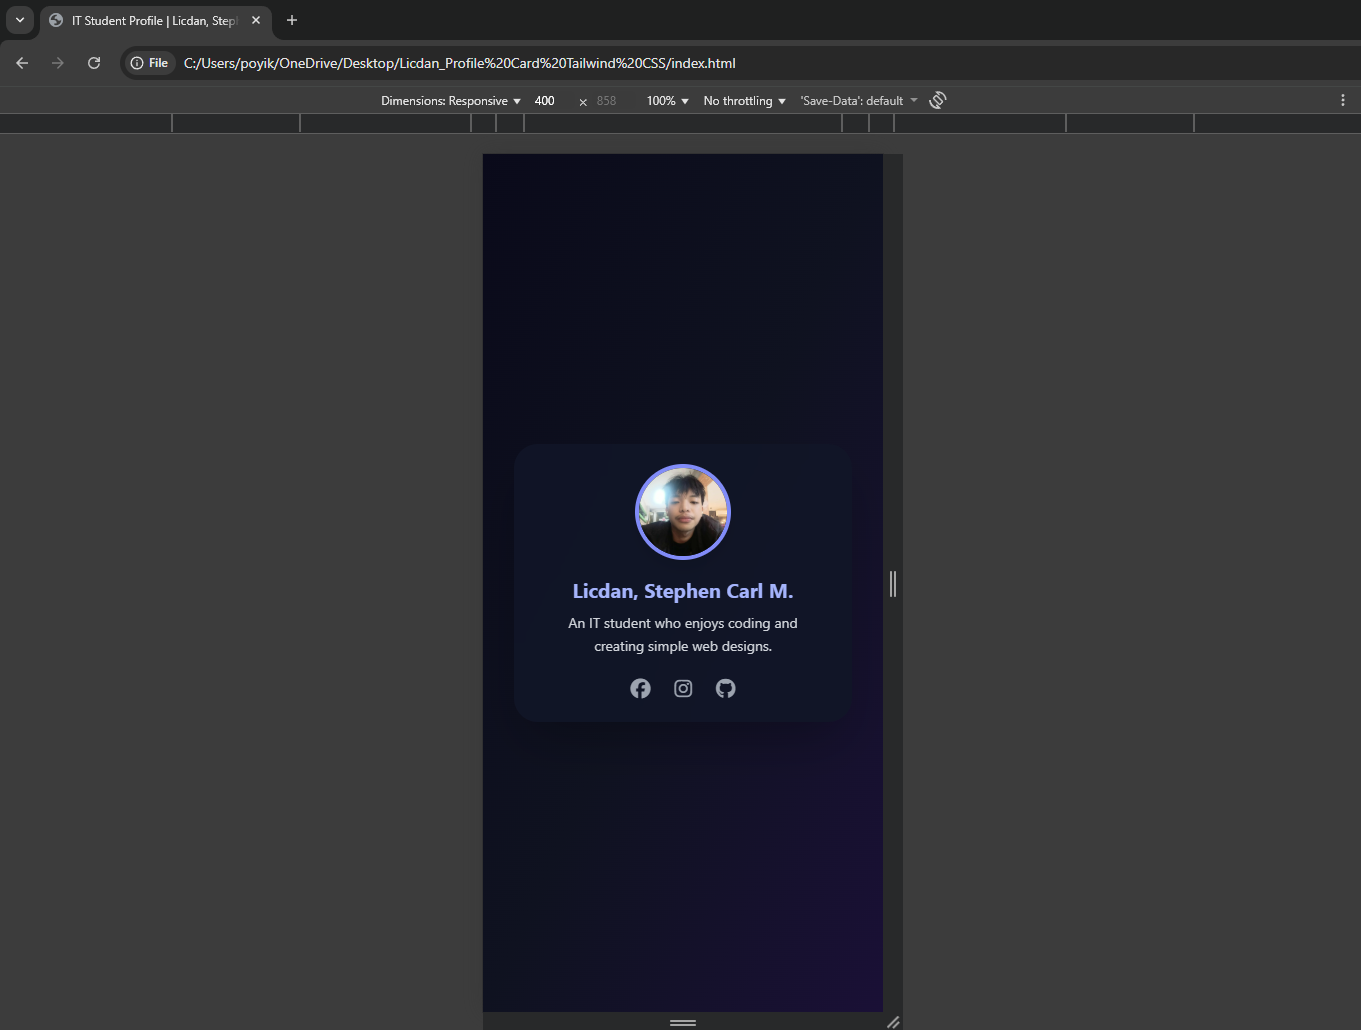 IT Student Profile | Licdan, Step
File C:/Users/poyik/OneDrive/Desktop/Licdan_Profile%20Card%20Tailwind%20CSS/index.html
Dimensions: Responsive 400 × 858 100% No throttling 'Save-Data': default
Licdan, Stephen Carl M.
An IT student who enjoys coding and
creating simple web designs.